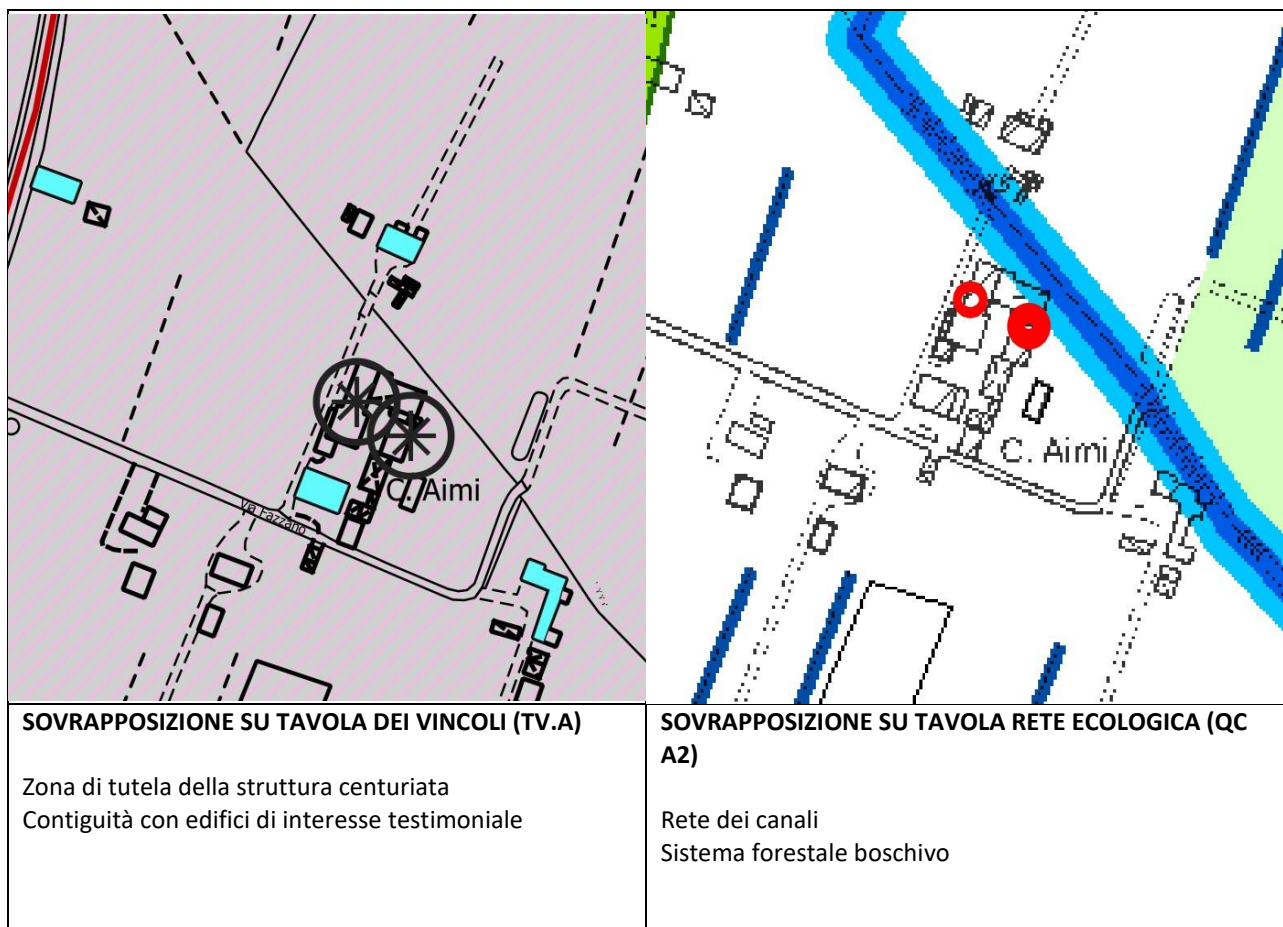 C. Aimi
Via Fazzano
C. Aimi
SOVRAPPOSIZIONE SU TAVOLA DEI VINCOLI (TV.A)
Zona di tutela della struttura centuriata
Contiguità con edifici di interesse testimoniale
SOVRAPPOSIZIONE SU TAVOLA RETE ECOLOGICA (QC
A2)
Rete dei canali
Sistema forestale boschivo